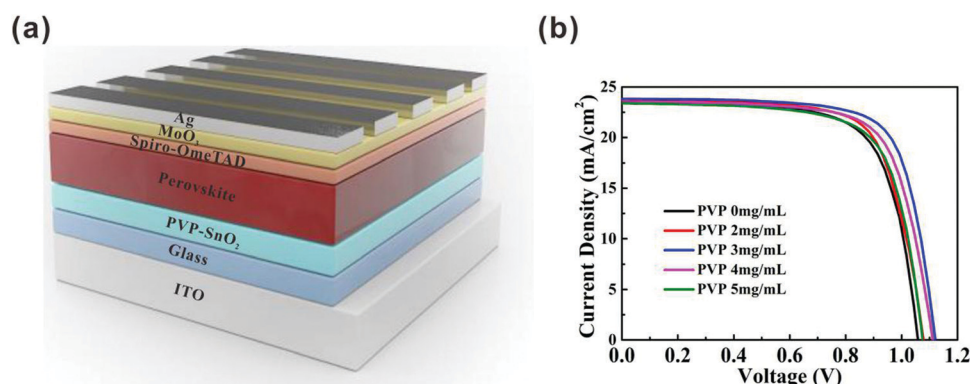 (a)
Ag
MoO3
Spiro-OmeTAD
Perovskite
PVP-SnO2
Glass
ITO
(b)
Current Density (mA/cm2)
25
20
15
10
5
0
PVP 0mg/mL
PVP 2mg/mL
PVP 3mg/mL
PVP 4mg/mL
PVP 5mg/mL
0.0 0.2 0.4 0.6 0.8 1.0 1.2
Voltage (V)